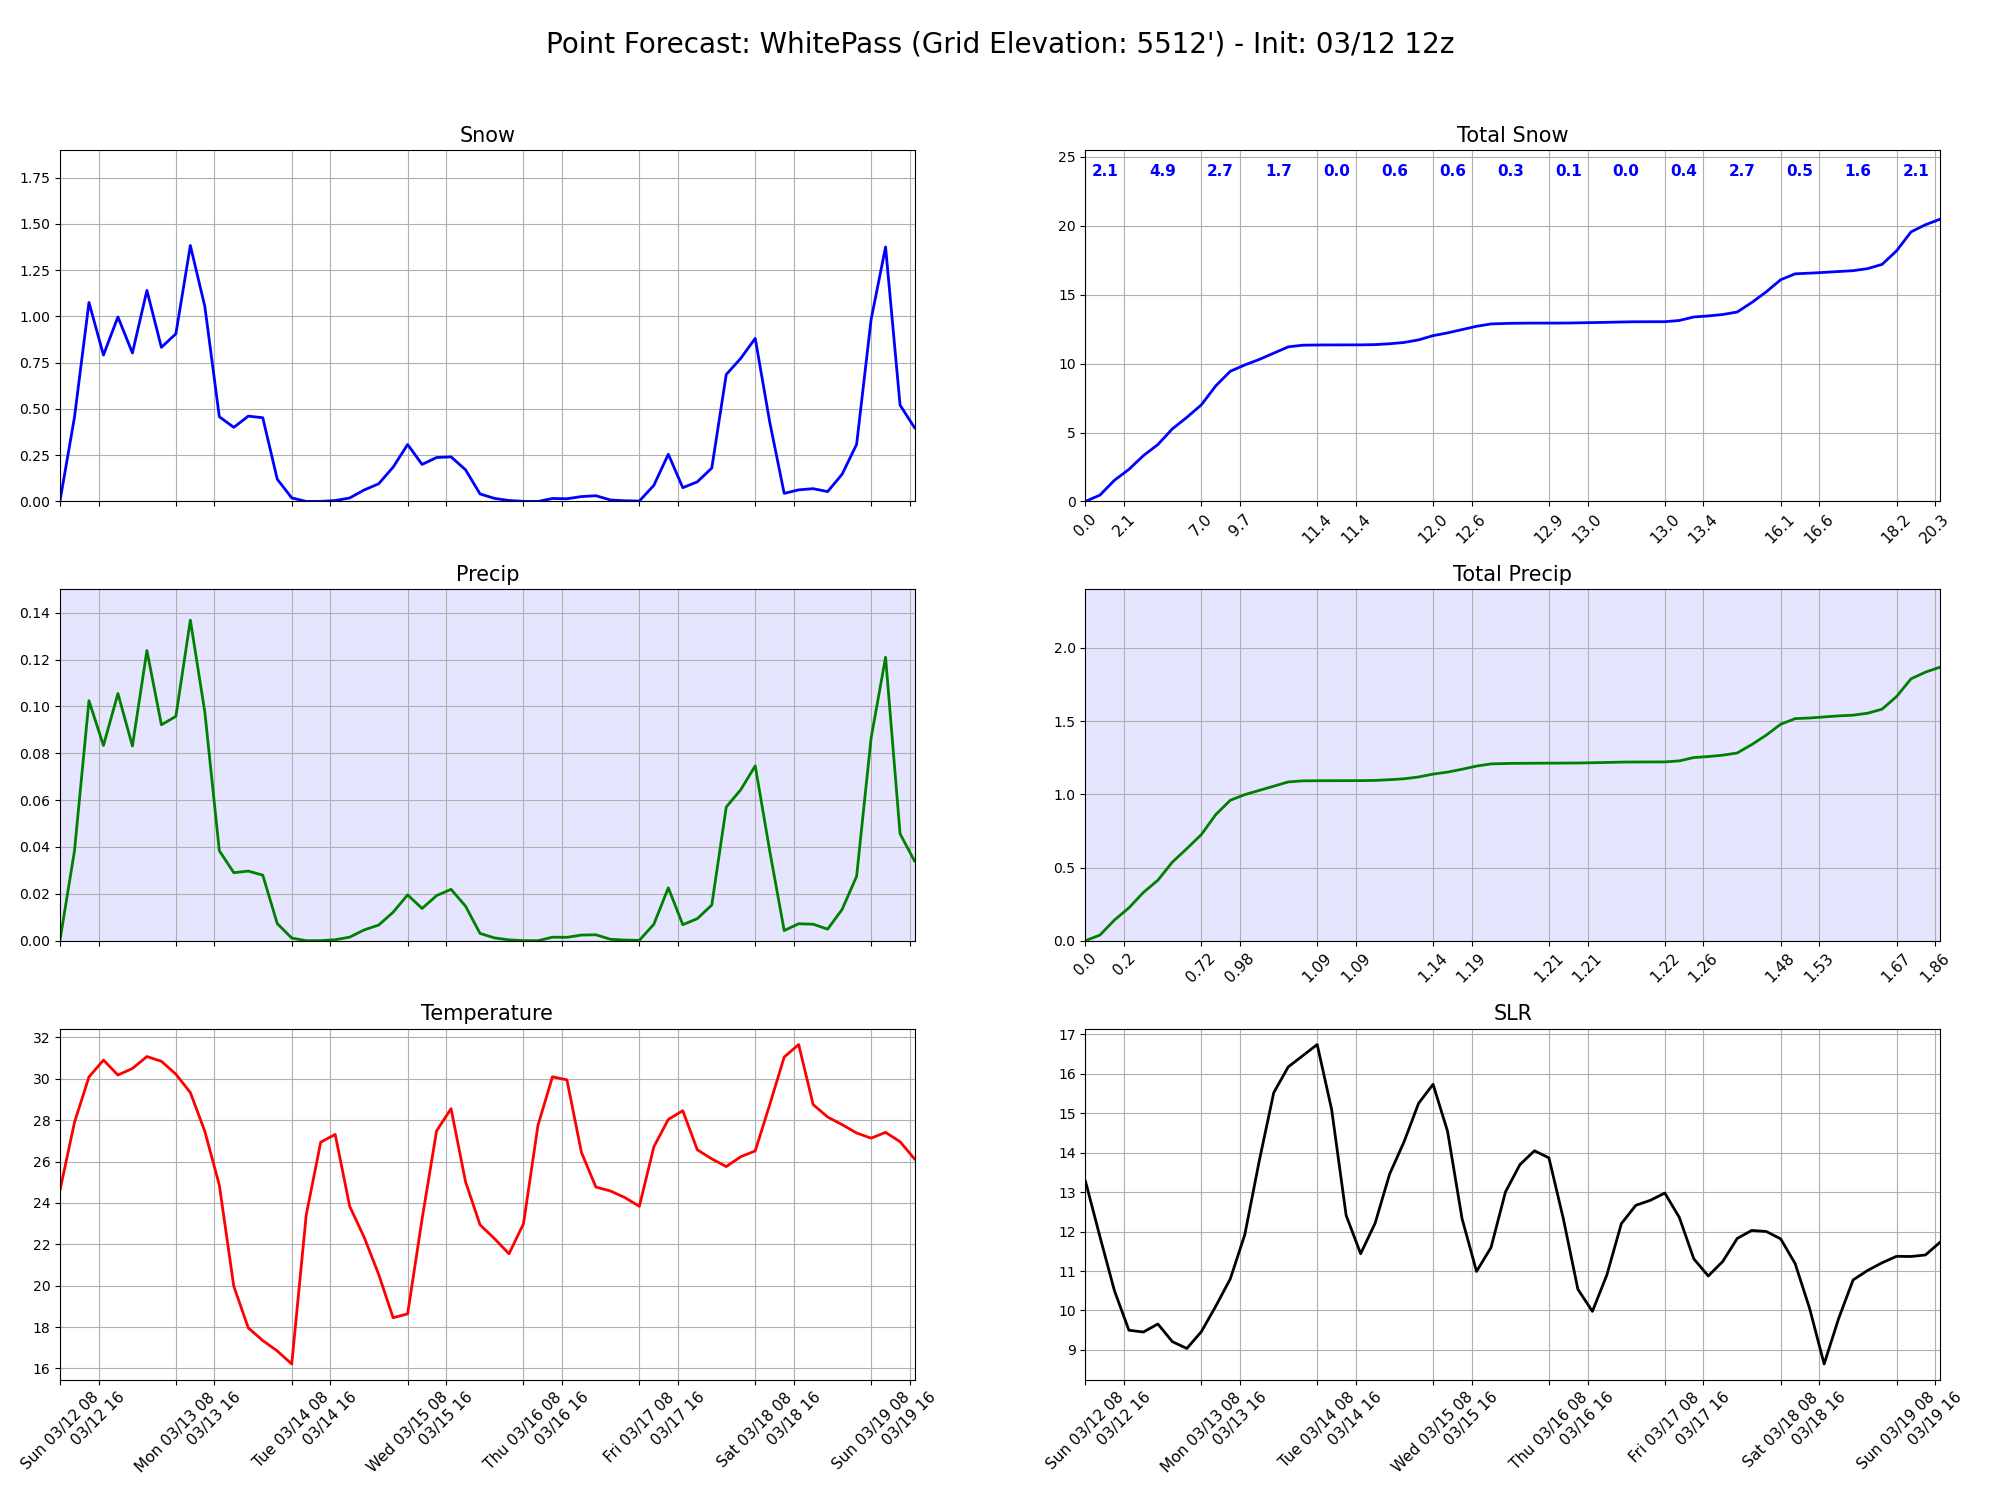 Point Forecast: WhitePass (Grid Elevation: 5512') - Init: 03/12 12z
Snow
1.75
1.50
1.25
1.00
0.75
0.50
0.25
0.00
Total Snow
2.1 4.9 2.7 1.7 0.0 0.6 0.6 0.3 0.1 0.0 0.4 2.7 0.5 1.6 2.1
25
20
15
10
5
0
0.0 2.1 7.0 9.7 11.4 11.4 12.0 12.6 12.9 13.0 13.0 13.4 16.1 16.6 18.2 20.3
Precip
0.14
0.12
0.10
0.08
0.06
0.04
0.02
0.00
Total Precip
2.0
1.5
1.0
0.5
0.0
0.0 0.2 0.72 0.98 1.09 1.09 1.14 1.19 1.21 1.21 1.22 1.26 1.48 1.53 1.67 1.86
Temperature
32
30
28
26
24
22
20
18
16
Sun 03/12 08
03/12 16
Mon 03/13 08
03/13 16
Tue 03/14 08
03/14 16
Wed 03/15 08
03/15 16
Thu 03/16 08
03/16 16
Fri 03/17 08
03/17 16
Sat 03/18 08
03/18 16
Sun 03/19 08
03/19 16
SLR
17
16
15
14
13
12
11
10
9
Sun 03/12 08
03/12 16
Mon 03/13 08
03/13 16
Tue 03/14 08
03/14 16
Wed 03/15 08
03/15 16
Thu 03/16 08
03/16 16
Fri 03/17 08
03/17 16
Sat 03/18 08
03/18 16
Sun 03/19 08
03/19 16